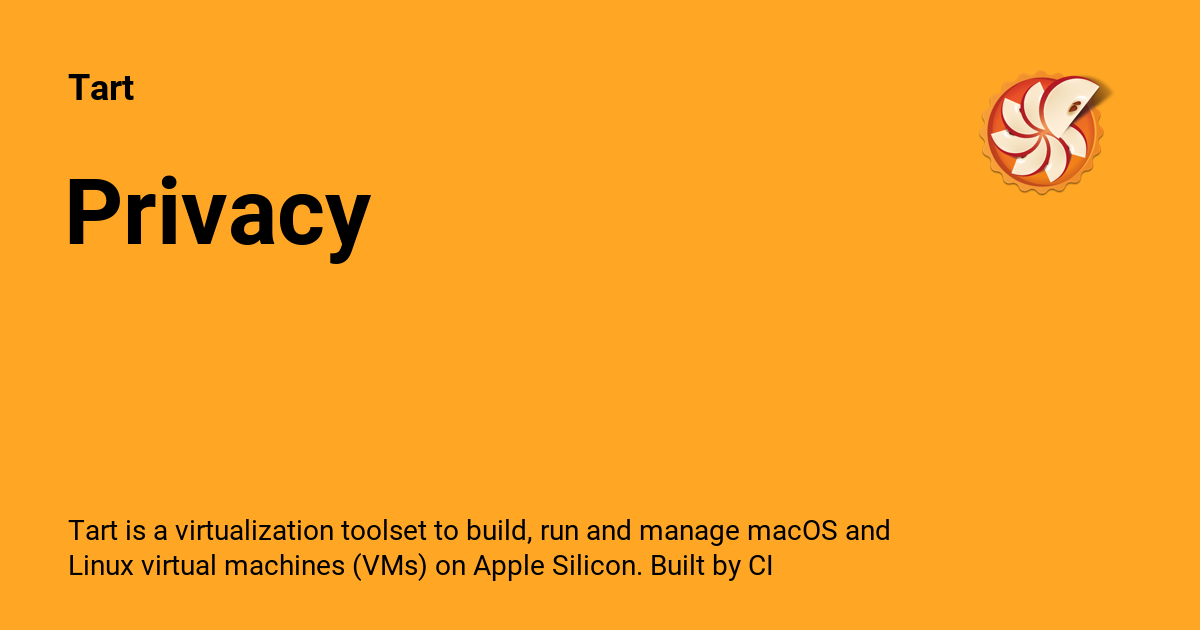 Tart
Privacy
Tart is a virtualization toolset to build, run and manage macOS and
Linux virtual machines (VMs) on Apple Silicon. Built by CI